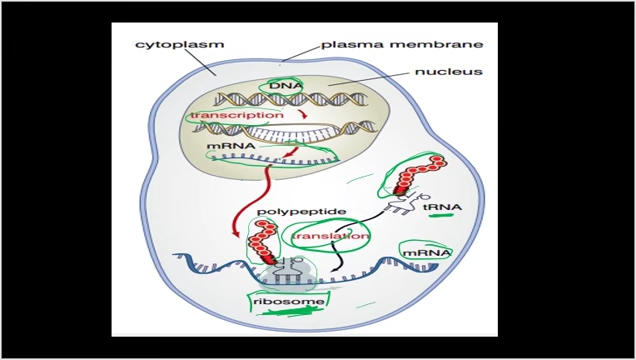 cytoplasm
plasma membrane
nucleus
DNA
transcription
mRNA
tRNA
polypeptide
translation
mRNA
ribosome